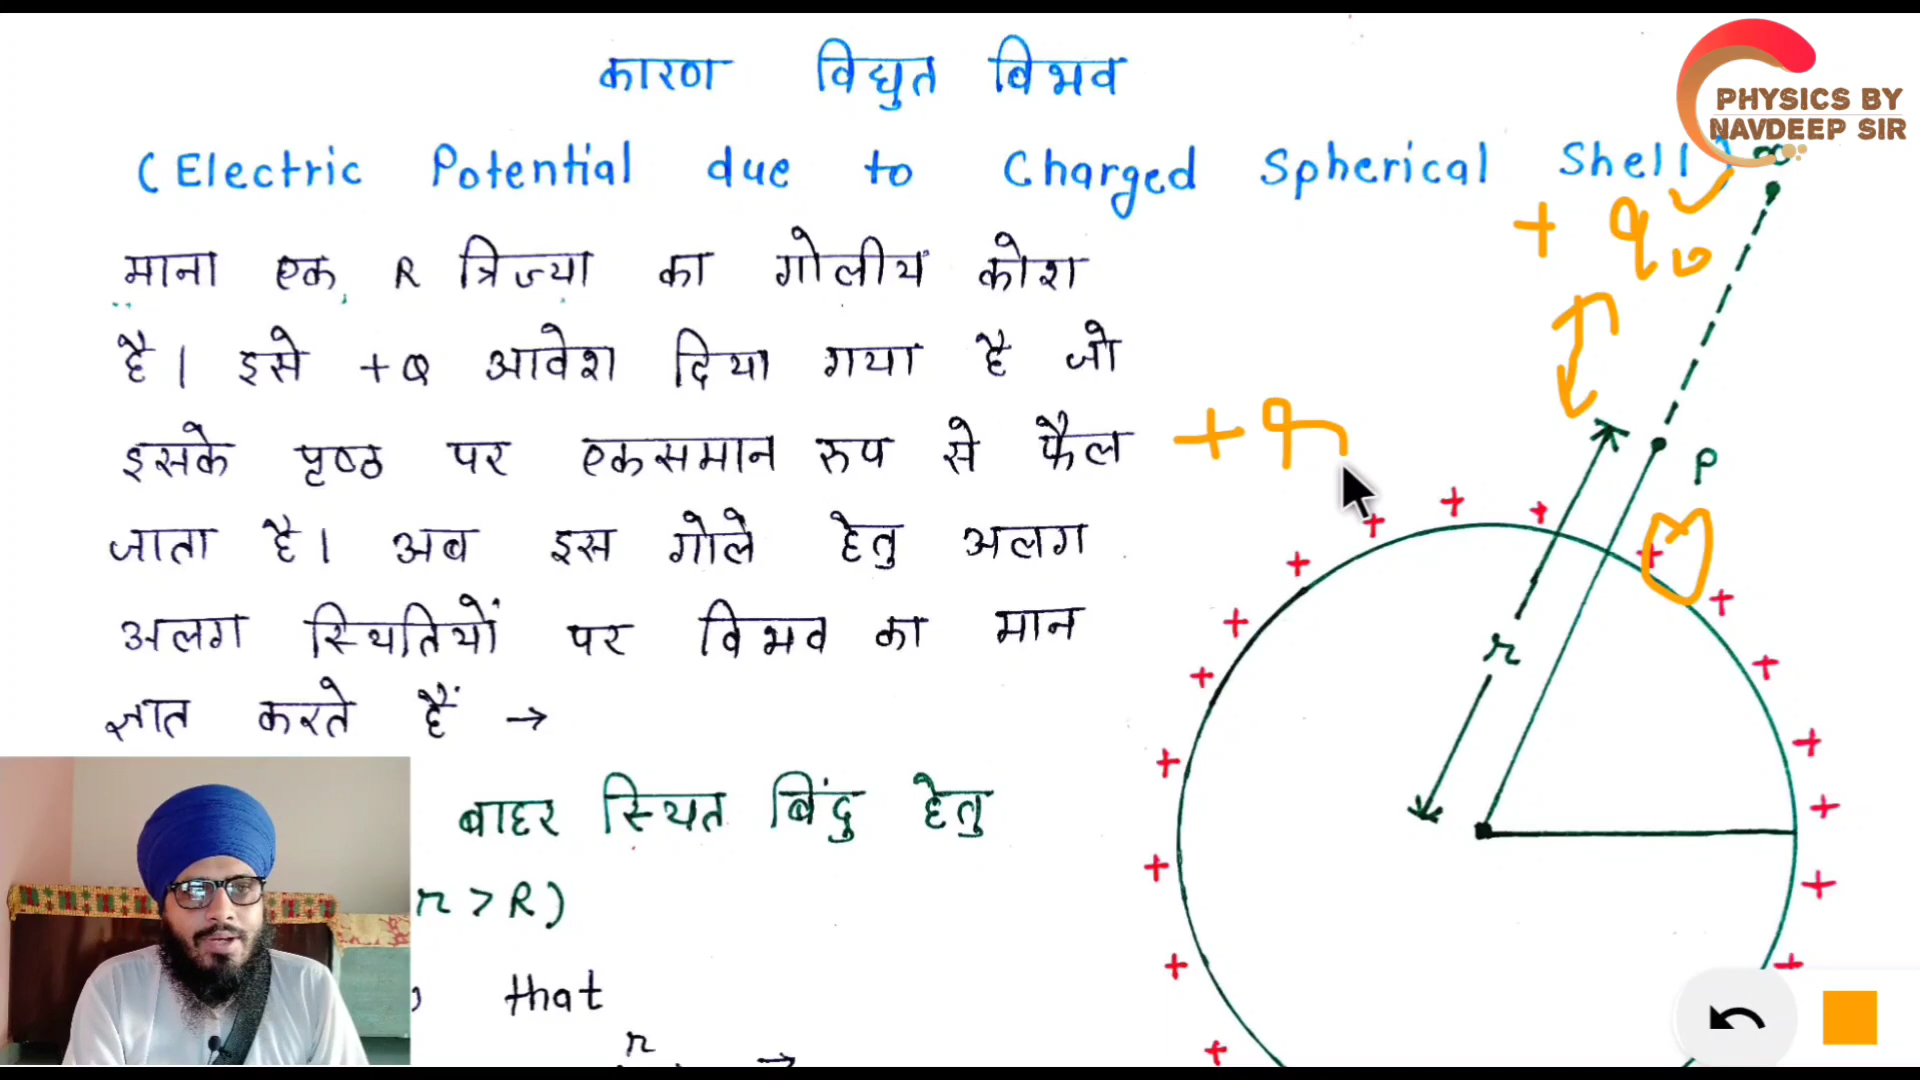 कारण विद्युत विभव
PHYSICS BY
NAVDEEP SIR
(Electric Potential due to Charged Spherical Shell)
∞
+ q₀
माना एक R त्रिज्या का गोलीय कोश
है। इसे +Q आवेश दिया गया है जो
इसके पृष्ठ पर एकसमान रुप से फैल
जाता है। अब इस गोले हेतु अलग
अलग स्थितियों पर विभव का मान
ज्ञात करते हैं →
P
r
बाहर स्थित बिंदु हेतु
r > R)
that
r
→